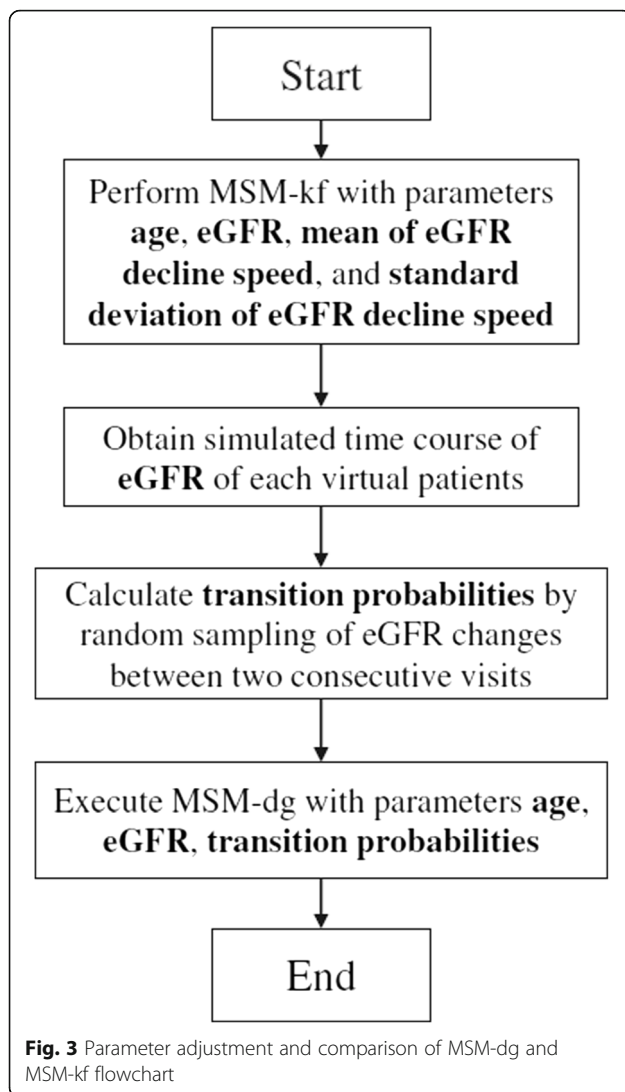 Start
Perform MSM-kf with parameters
age, eGFR, mean of eGFR
decline speed, and standard
deviation of eGFR decline speed
Obtain simulated time course of
eGFR of each virtual patients
Calculate transition probabilities by
random sampling of eGFR changes
between two consecutive visits
Execute MSM-dg with parameters age,
eGFR, transition probabilities
End
Fig. 3 Parameter adjustment and comparison of MSM-dg and
MSM-kf flowchart